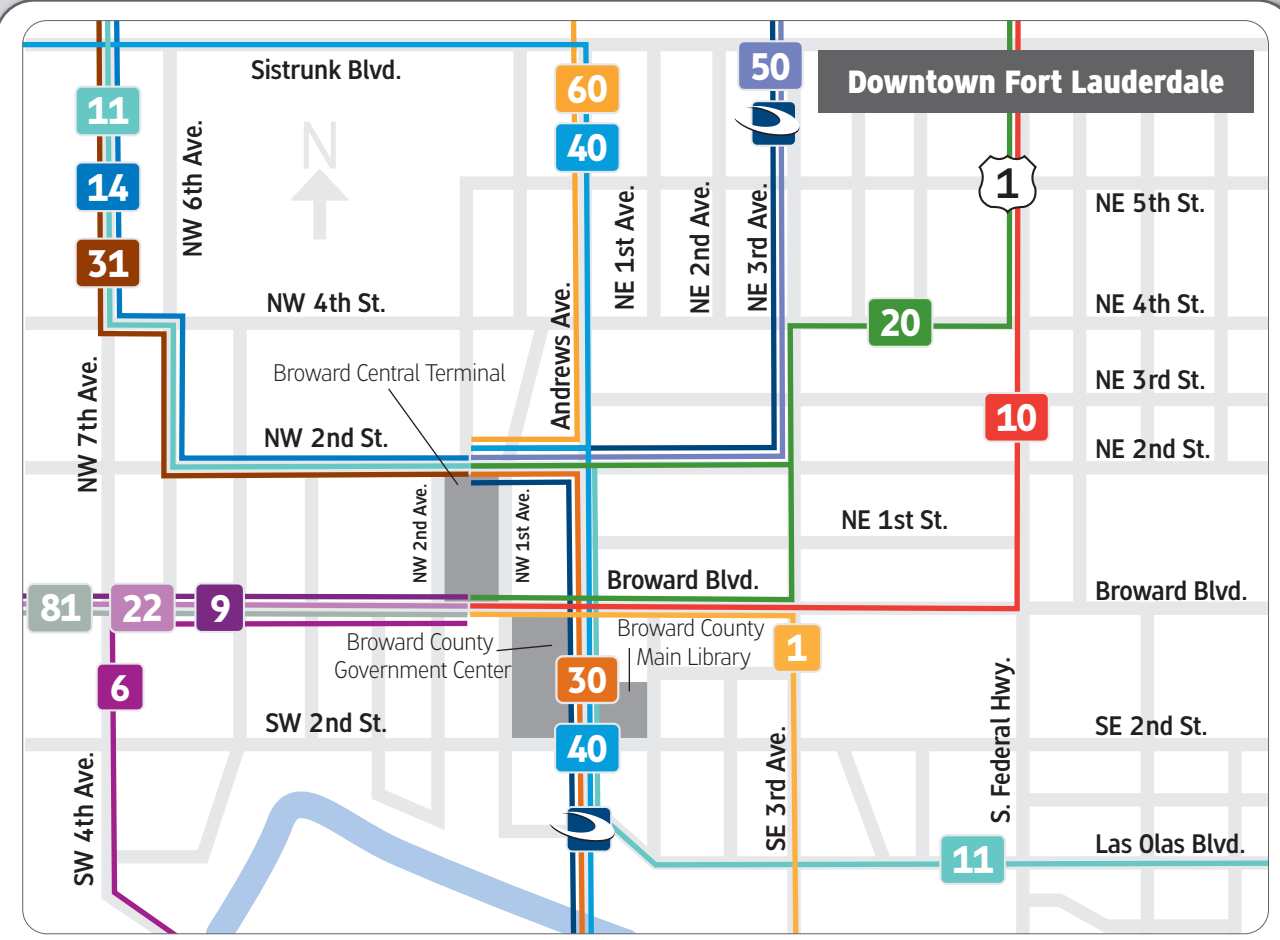 Sistrunk Blvd.
60
50
Downtown Fort Lauderdale
11
40
14
NW 6th Ave.
N
1
NE 5th St.
31
NE 1st Ave.
NE 2nd Ave.
NE 3rd Ave.
NW 4th St.
Andrews Ave.
20
NE 4th St.
Broward Central Terminal
NW 7th Ave.
NE 3rd St.
10
NW 2nd St.
NE 2nd St.
NW 2nd Ave.
NW 1st Ave.
NE 1st St.
Broward Blvd.
Broward Blvd.
81
22
9
Broward County
Government Center
Broward County
Main Library
1
6
30
SW 2nd St.
40
SE 2nd St.
SW 4th Ave.
SE 3rd Ave.
S. Federal Hwy.
11
Las Olas Blvd.